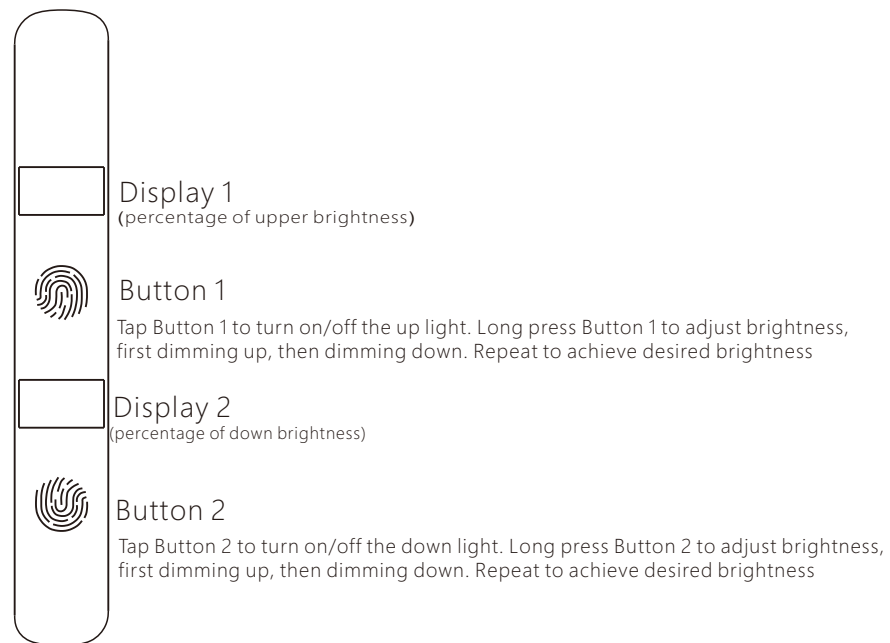 Display 1
(percentage of upper brightness)
Button 1
Tap Button 1 to turn on/off the up light. Long press Button 1 to adjust brightness,
first dimming up, then dimming down. Repeat to achieve desired brightness
Display 2
(percentage of down brightness)
Button 2
Tap Button 2 to turn on/off the down light. Long press Button 2 to adjust brightness,
first dimming up, then dimming down. Repeat to achieve desired brightness